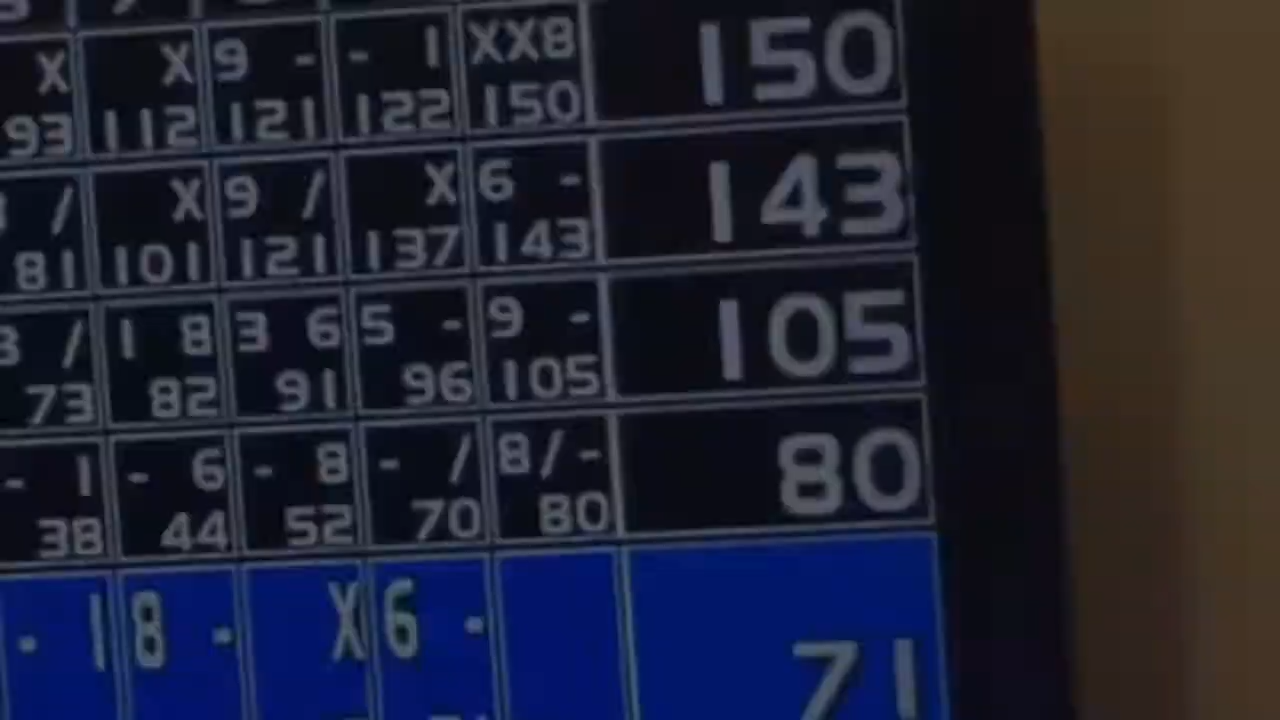 X X 9 - - 1 XX8 150
93 112 121 122 150
/ X 9 / X 6 - 143
81 101 121 137 143
/ 1 8 3 6 5 - 9 - 105
73 82 91 96 105
- 1 - 6 - 8 - / 8/- 80
38 44 52 70 80
- 1 8 - X 6 - 71